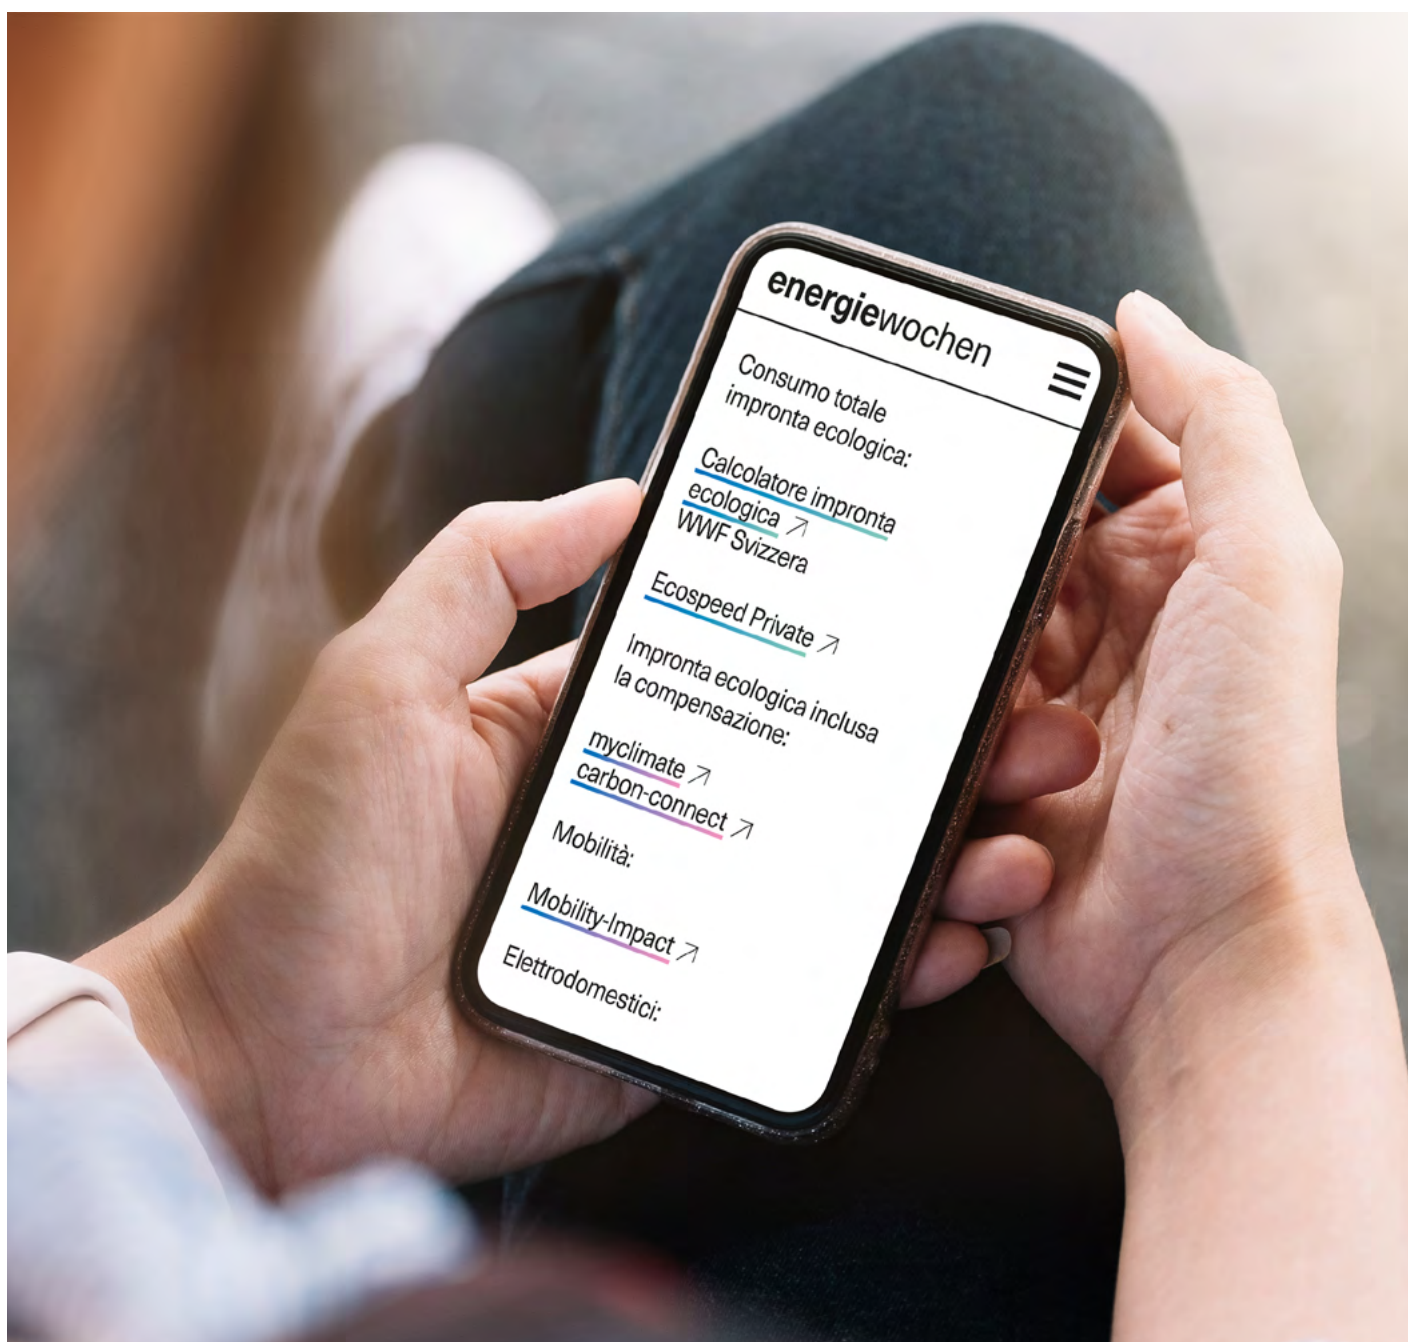 energiewochen
Consumo totale
impronta ecologica:
Calcolatore impronta
ecologica ↗
WWF Svizzera
Ecospeed Private ↗
Impronta ecologica inclusa
la compensazione:
myclimate ↗
carbon-connect ↗
Mobilità:
Mobility-Impact ↗
Elettrodomestici: